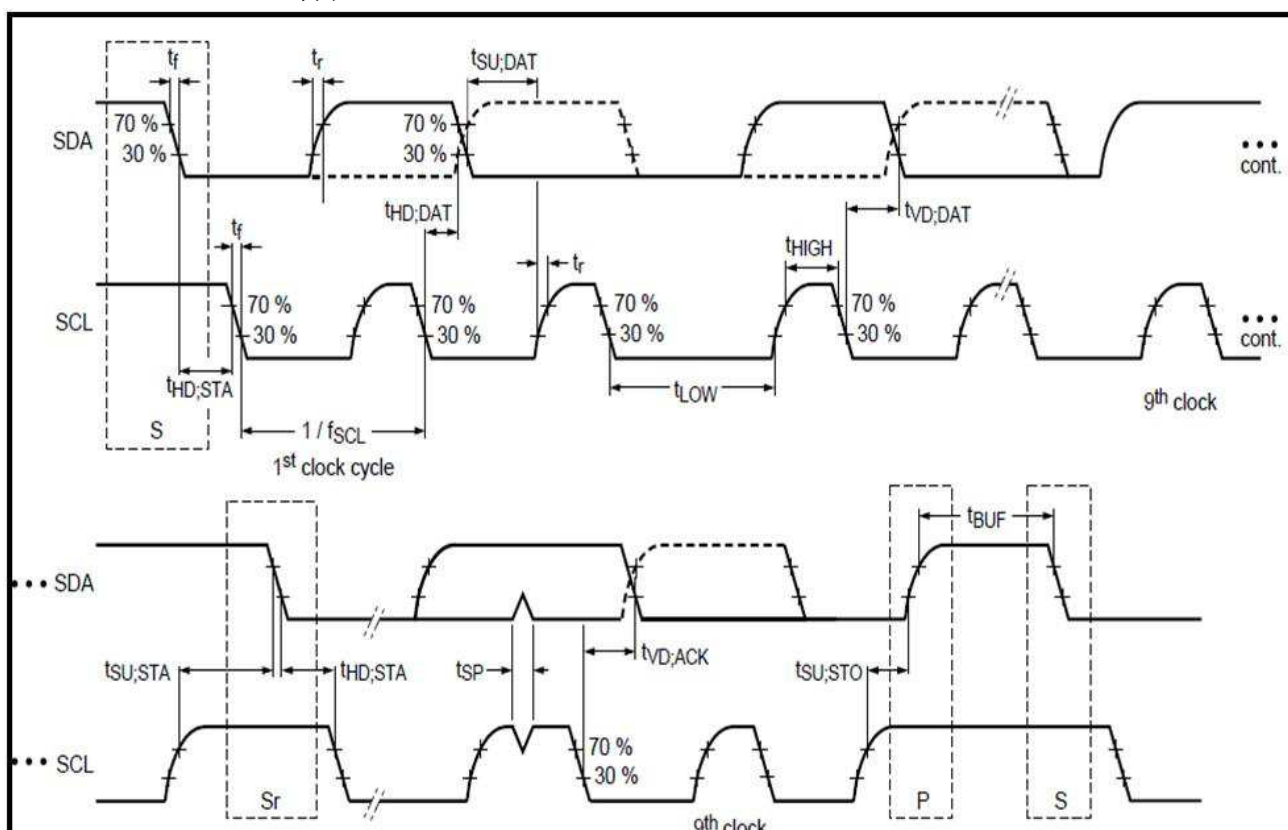 tf
tr
tSU;DAT
SDA
70 %
30 %
70 %
30 %
cont.
tHD;DAT
tVD;DAT
tf
tr
tHIGH
SCL
70 %
30 %
70 %
30 %
70 %
30 %
70 %
30 %
cont.
tHD;STA
tLOW
9th clock
S
1 / fSCL
1st clock cycle
tBUF
SDA
tSU;STA
tHD;STA
tSP
tVD;ACK
tSU;STO
70 %
30 %
SCL
Sr
P
S
9th clock